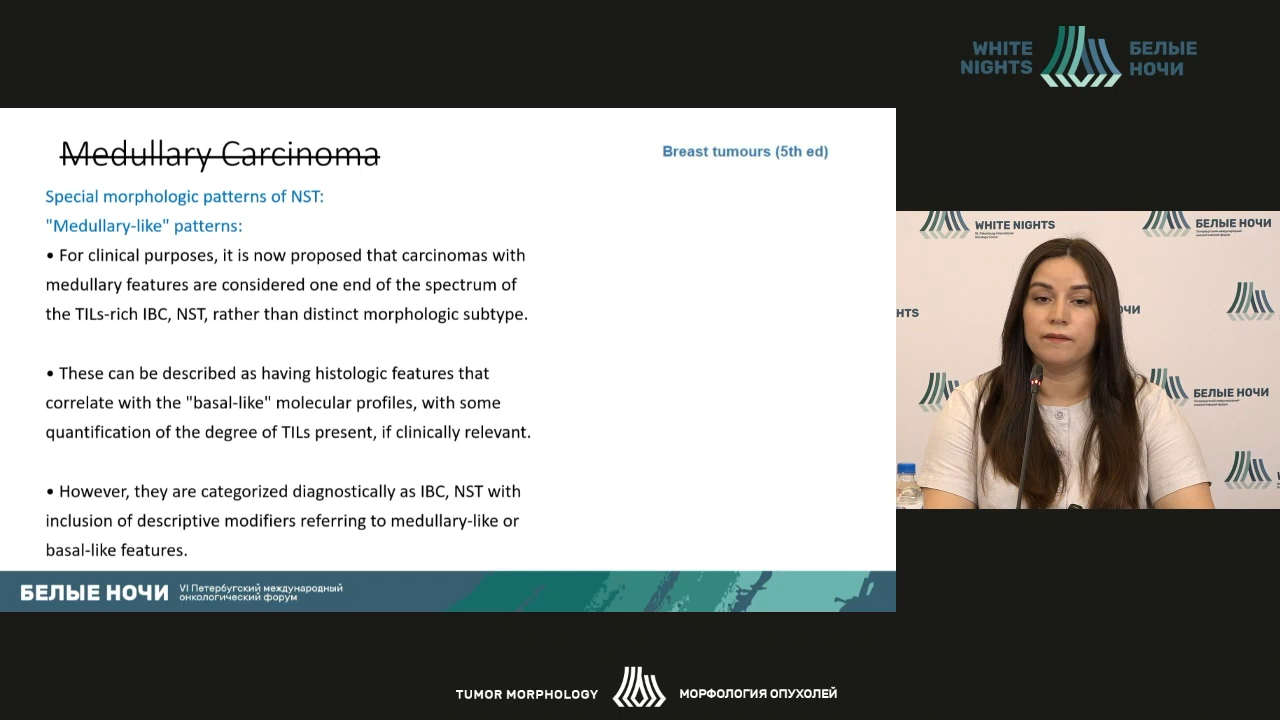 WHITE
NIGHTS
БЕЛЫЕ
НОЧИ
Medullary Carcinoma
Breast tumours (5th ed)
Special morphologic patterns of NST:
"Medullary-like" patterns:
• For clinical purposes, it is now proposed that carcinomas with
medullary features are considered one end of the spectrum of
the TILs-rich IBC, NST, rather than distinct morphologic subtype.
• These can be described as having histologic features that
correlate with the "basal-like" molecular profiles, with some
quantification of the degree of TILs present, if clinically relevant.
• However, they are categorized diagnostically as IBC, NST with
inclusion of descriptive modifiers referring to medullary-like or
basal-like features.
БЕЛЫЕ НОЧИ
VI Петербугский международный
онкологический форум
WHITE NIGHTS
БЕЛЫЕ НОЧИ
HTS
ОЧИ
БЕЛЫЕ НОЧИ
TUMOR MORPHOLOGY
МОРФОЛОГИЯ ОПУХОЛЕЙ